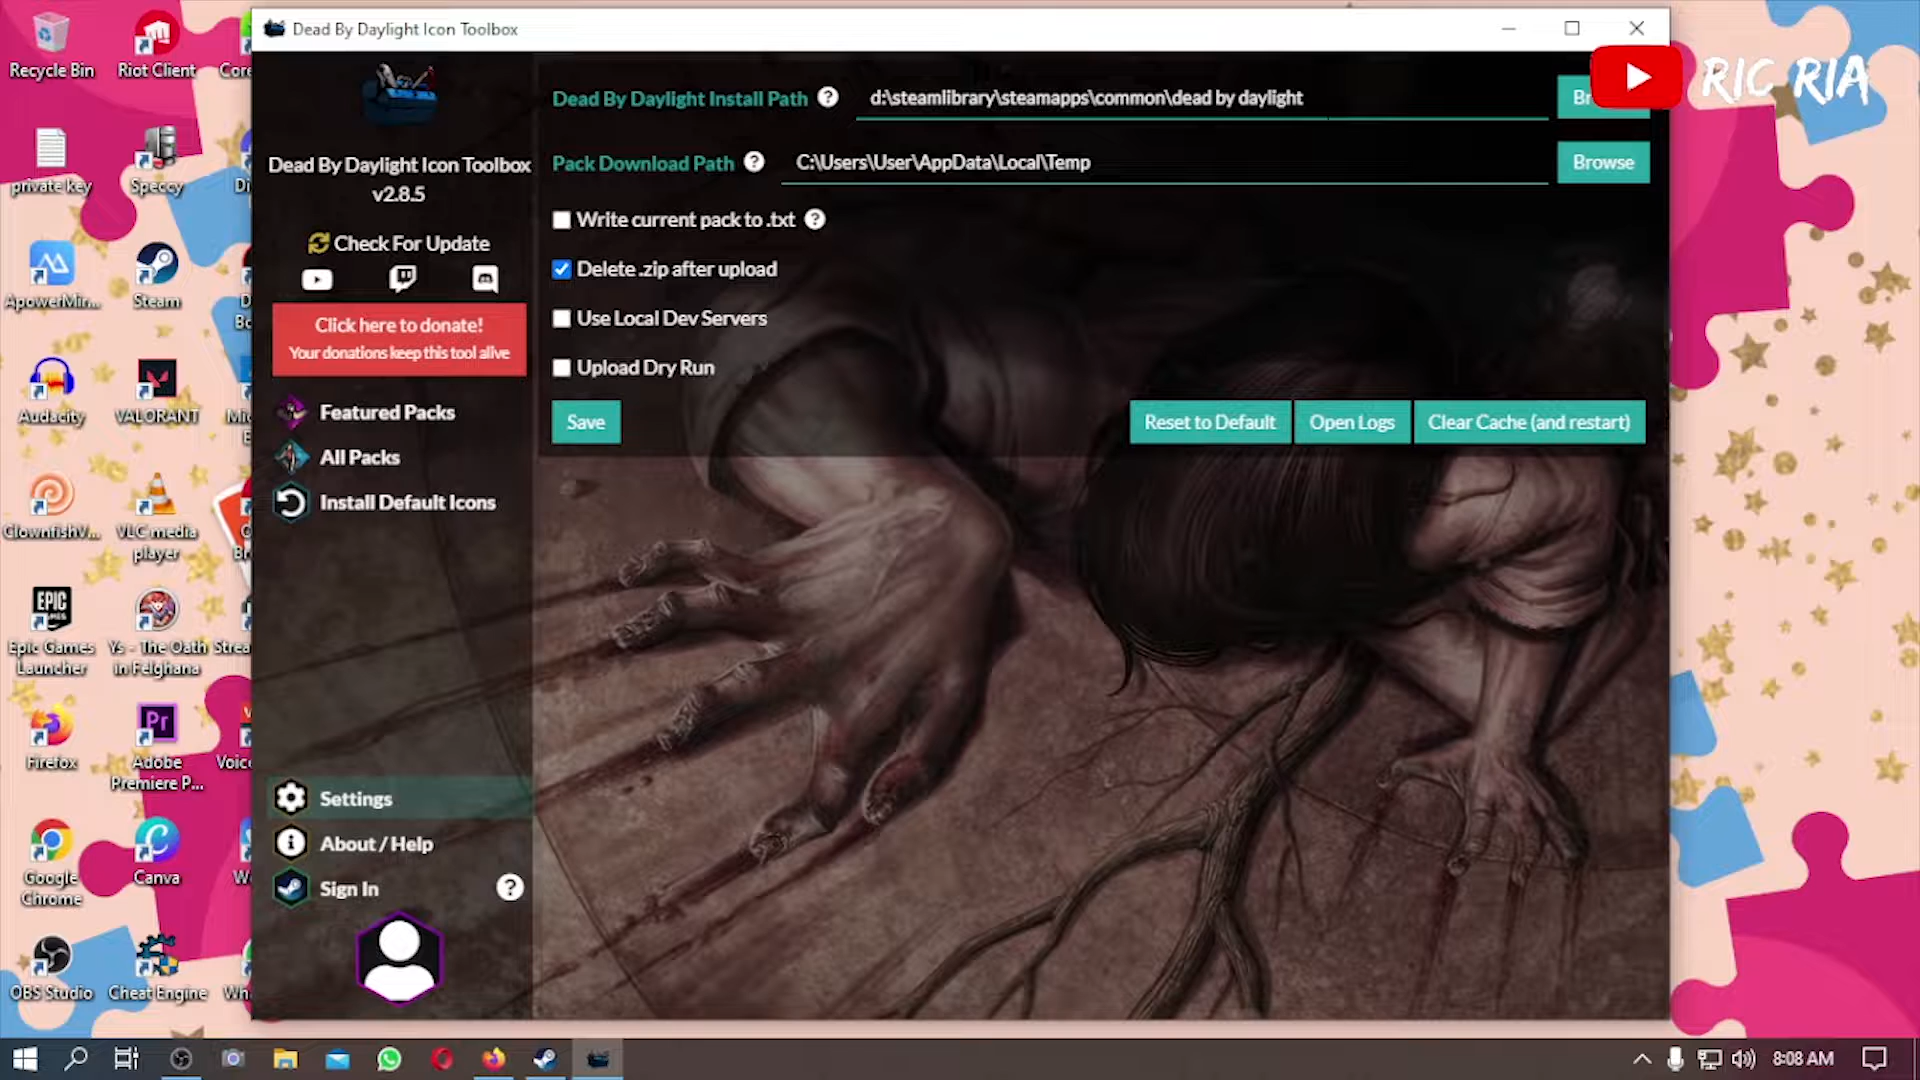 Dead By Daylight Icon Toolbox
Recycle Bin
Riot Client
RIC RIA
Dead By Daylight Install Path
d:\steamlibrary\steamapps\common\dead by daylight
Dead By Daylight Icon Toolbox
v2.8.5
Pack Download Path
C:\Users\User\AppData\Local\Temp
Browse
private key
Speccy
Write current pack to .txt
Check For Update
Delete .zip after upload
ApowerMir...
Steam
Click here to donate!
Your donations keep this tool alive
Use Local Dev Servers
Upload Dry Run
Audacity
VALORANT
Featured Packs
Save
Reset to Default
Open Logs
Clear Cache (and restart)
All Packs
Install Default Icons
ClownfishV...
VLC media
player
EPIC
GAMES
Epic Games
Launcher
Ys - The Oath
in Felghana
Pr
Firefox
Adobe
Premiere P...
Settings
About / Help
Sign In
Google
Chrome
Canva
OBS Studio
Cheat Engine
8:08 AM